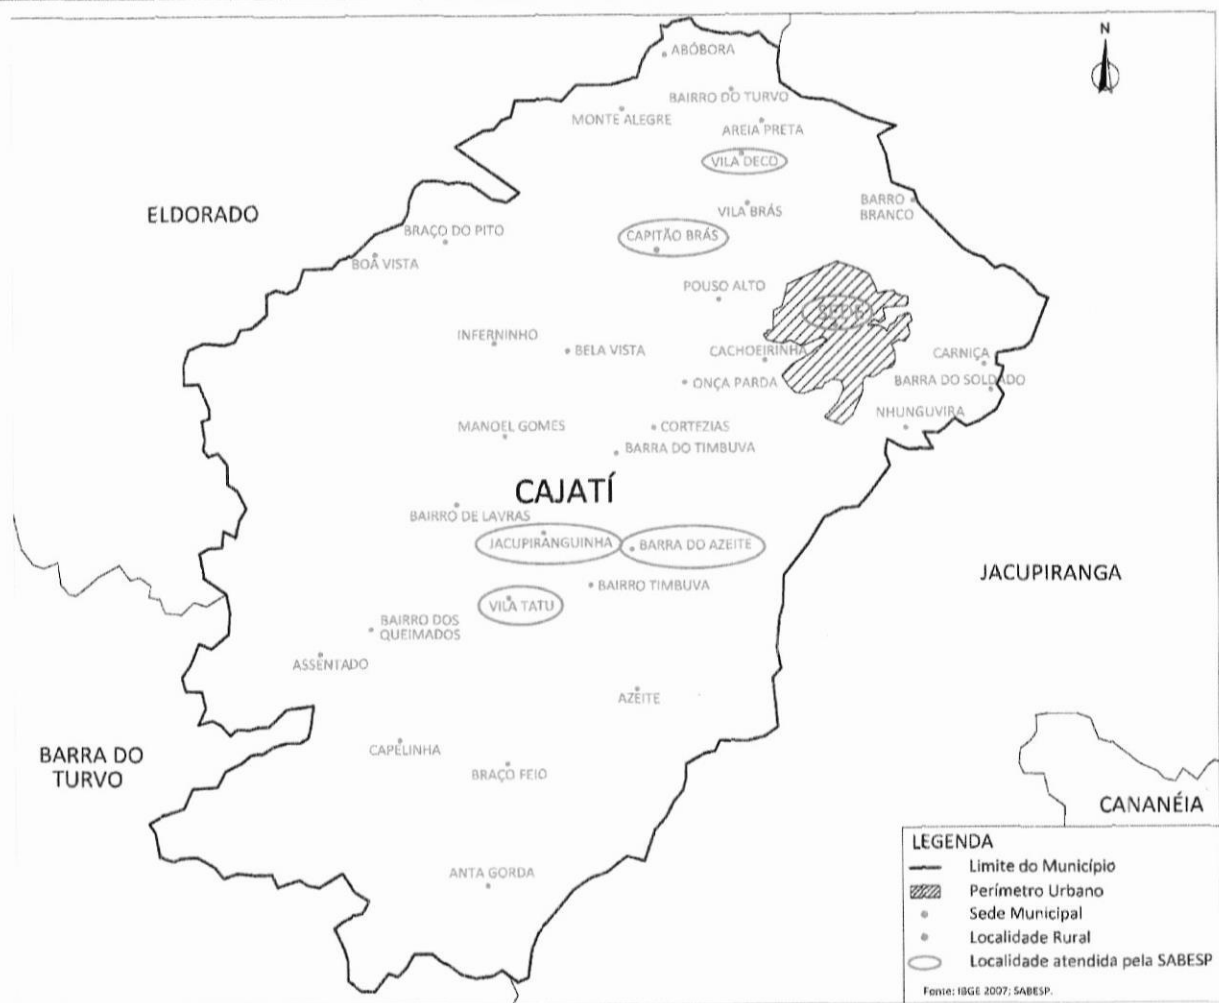 N
ABÓBORA
BAIRRO DO TURVO
MONTE ALEGRE
AREIA PRETA
VILA DECO
BARRO
BRANCO
VILA BRÁS
ELDORADO
BRAÇO DO PITO
CAPITÃO BRÁS
BOA VISTA
POUSO ALTO
SEDE
INFERNINHO
BELA VISTA
CACHOEIRINHA
CARNIÇA
ONÇA PARDA
BARRA DO SOLDADO
NHUNGUVIRA
MANOEL GOMES
CORTEZIAS
BARRA DO TIMBUVA
CAJATÍ
BAIRRO DE LAVRAS
JACUPIRANGUINHA
BARRA DO AZEITE
JACUPIRANGA
BAIRRO TIMBUVA
VILA TATU
BAIRRO DOS
QUEIMADOS
ASSENTADO
AZEITE
BARRA DO
TURVO
CAPELINHA
BRAÇO FEIO
CANANÉIA
ANTA GORDA
LEGENDA
Limite do Município
Perímetro Urbano
Sede Municipal
Localidade Rural
Localidade atendida pela SABESP
Fonte: IBGE 2007; SABESP.